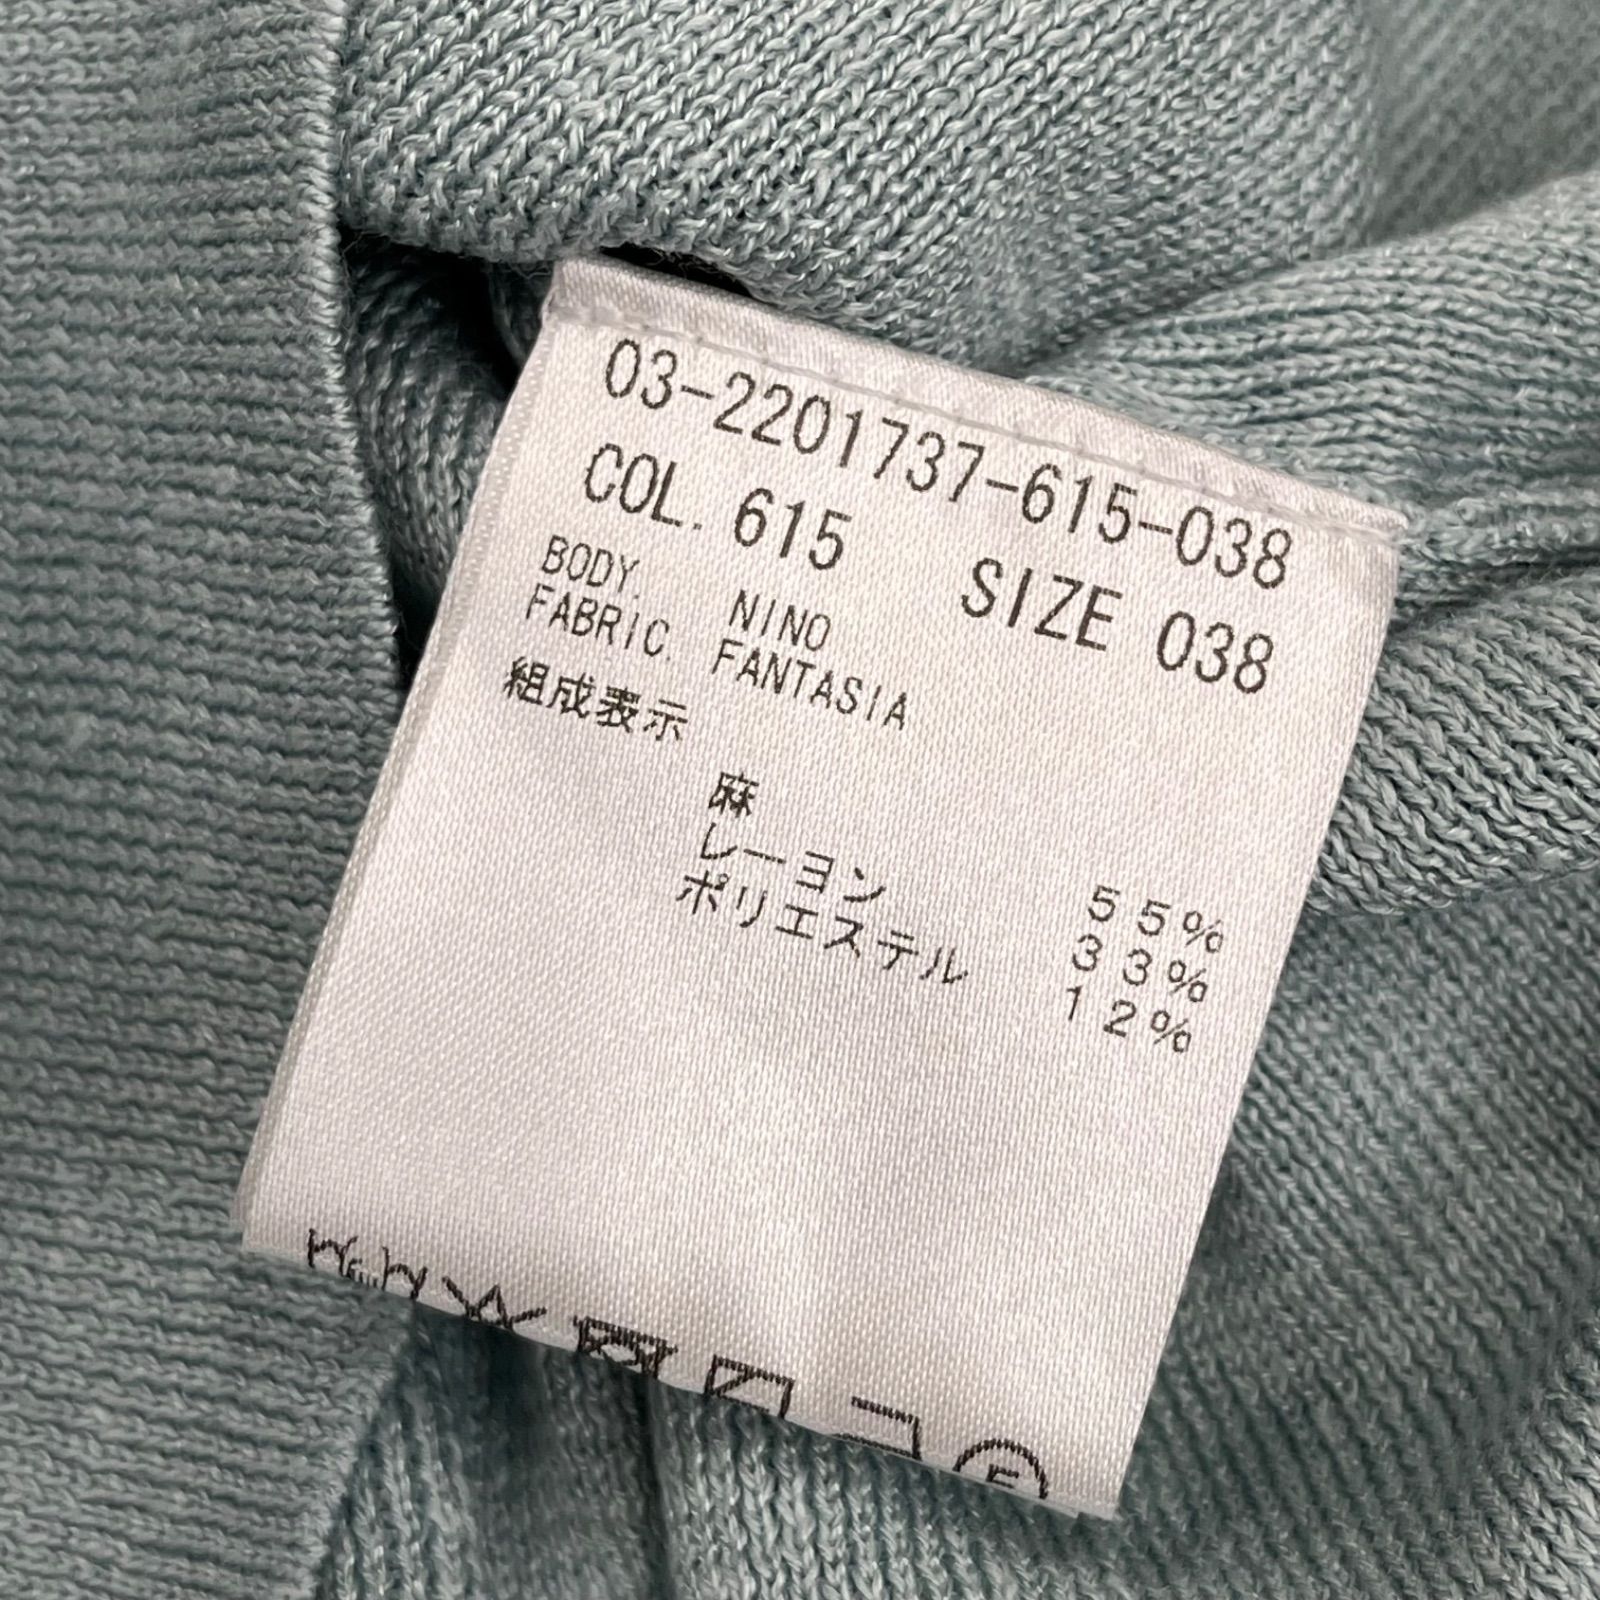 03-2201737-615-038
COL. 615 SIZE 038
BODY. NINO
FABRIC. FANTASIA
組成表示
麻 55%
レーヨン 33%
ポリエステル 12%